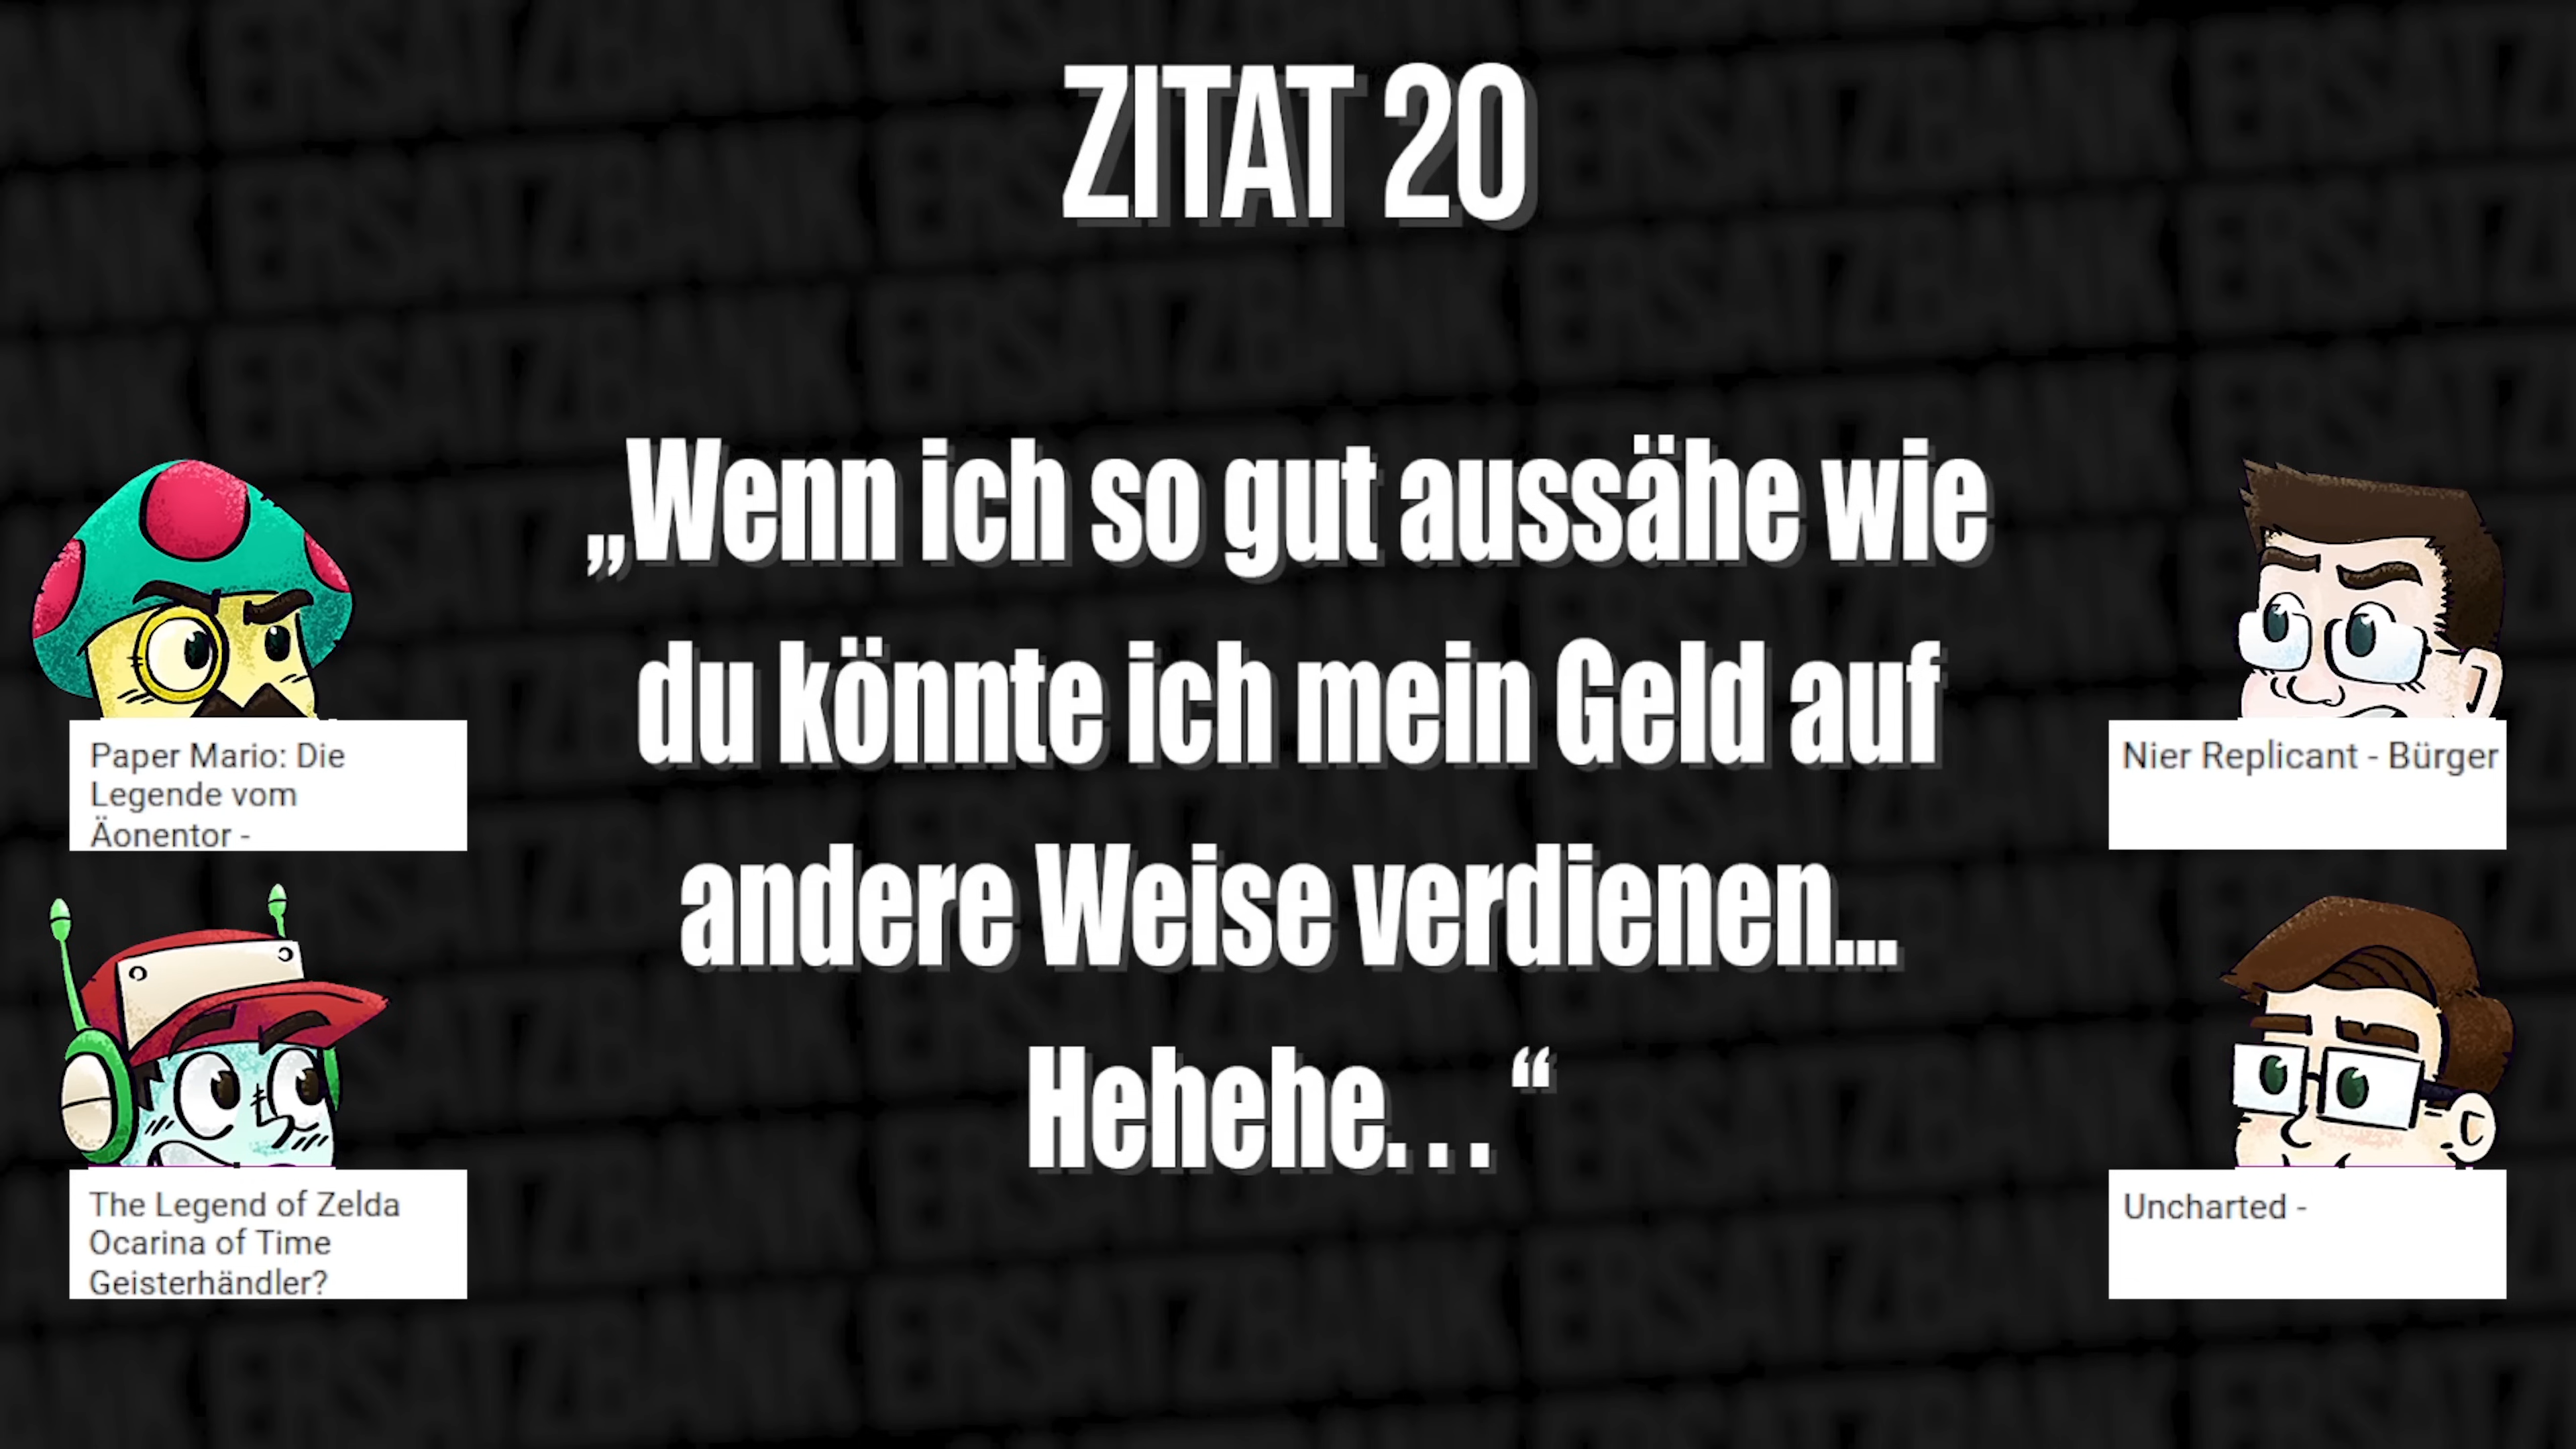 ZITAT 20
„Wenn ich so gut aussähe wie
du könnte ich mein Geld auf
andere Weise verdienen...
Hehehe. . . “
Paper Mario: Die
Legende vom
Äonentor -
Nier Replicant - Bürger
The Legend of Zelda
Ocarina of Time
Geisterhändler?
Uncharted -